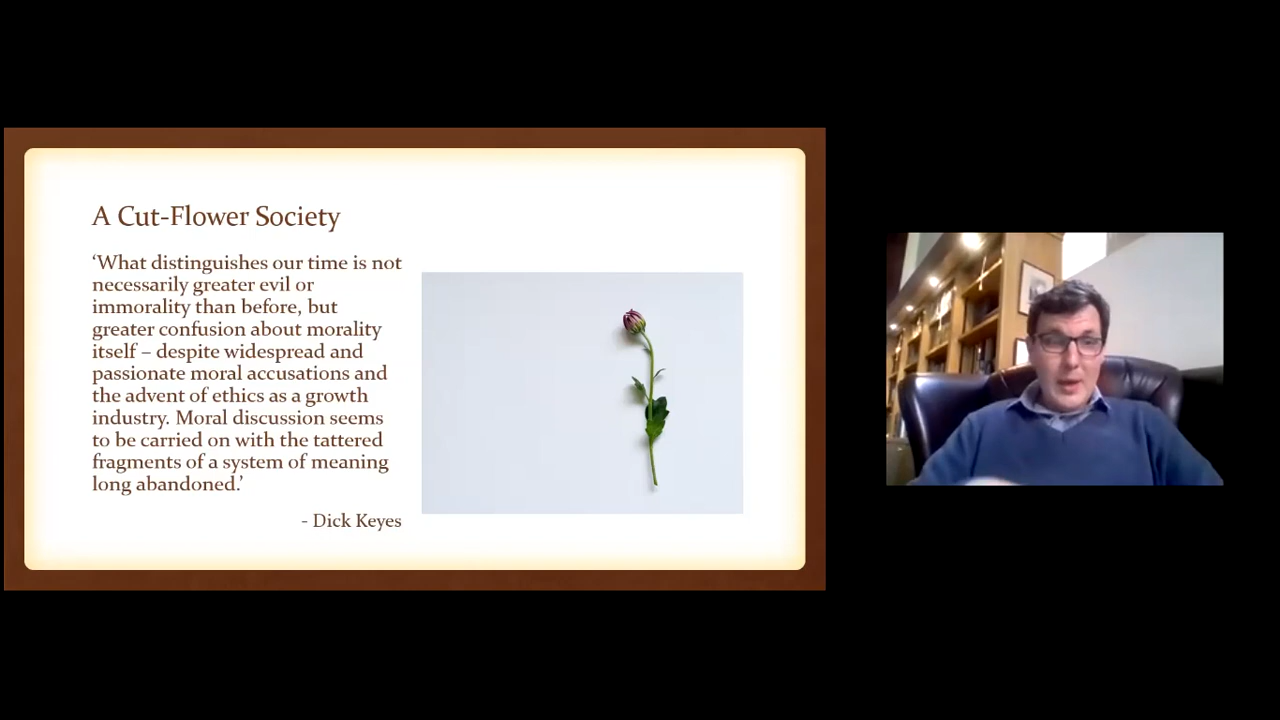 A Cut-Flower Society
‘What distinguishes our time is not
necessarily greater evil or
immorality than before, but
greater confusion about morality
itself – despite widespread and
passionate moral accusations and
the advent of ethics as a growth
industry. Moral discussion seems
to be carried on with the tattered
fragments of a system of meaning
long abandoned.’
- Dick Keyes